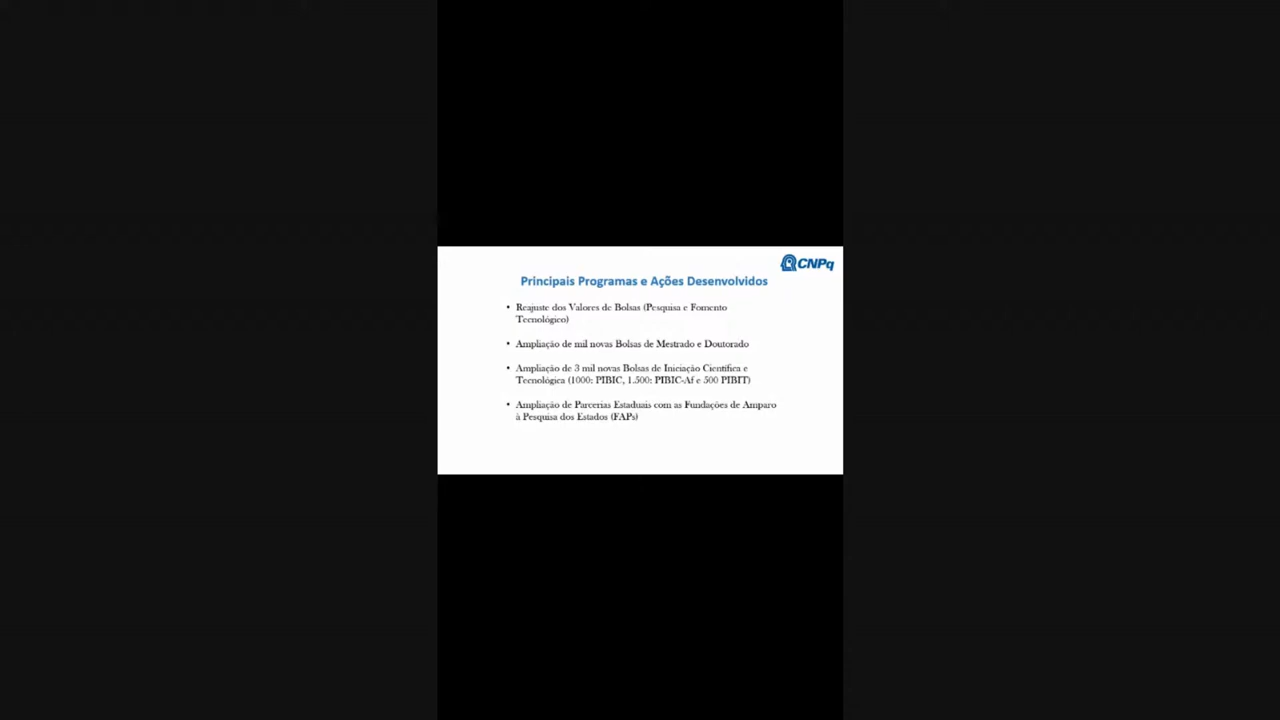 CNPq
Principais Programas e Ações Desenvolvidos
• Reajuste dos Valores de Bolsas (Pesquisa e Fomento
Tecnológico)
• Ampliação de mil novas Bolsas de Mestrado e Doutorado
• Ampliação de 3 mil novas Bolsas de Iniciação Científica e
Tecnológica (1000: PIBIC, 1.500: PIBIC-Af e 500 PIBIT)
• Ampliação de Parcerias Estaduais com as Fundações de Amparo
à Pesquisa dos Estados (FAPs)